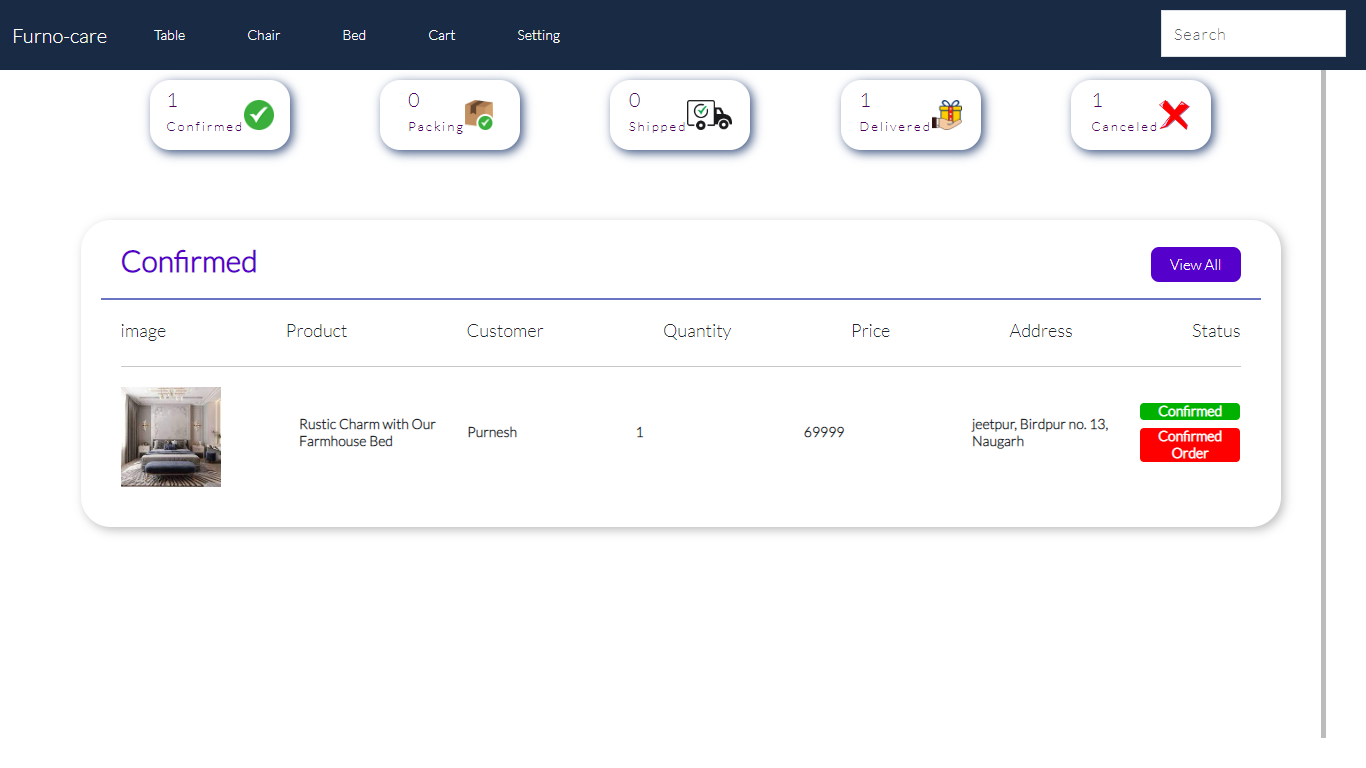 Furno-care Table Chair Bed Cart Setting Search
1 0 0 1 1
Confirmed Packing Shipped Delivered Canceled
Confirmed View All
image Product Customer Quantity Price Address Status
Rustic Charm with Our Farmhouse Bed Purnesh 1 69999 jeetpur, Birdpur no. 13, Naugarh Confirmed
Confirmed Order